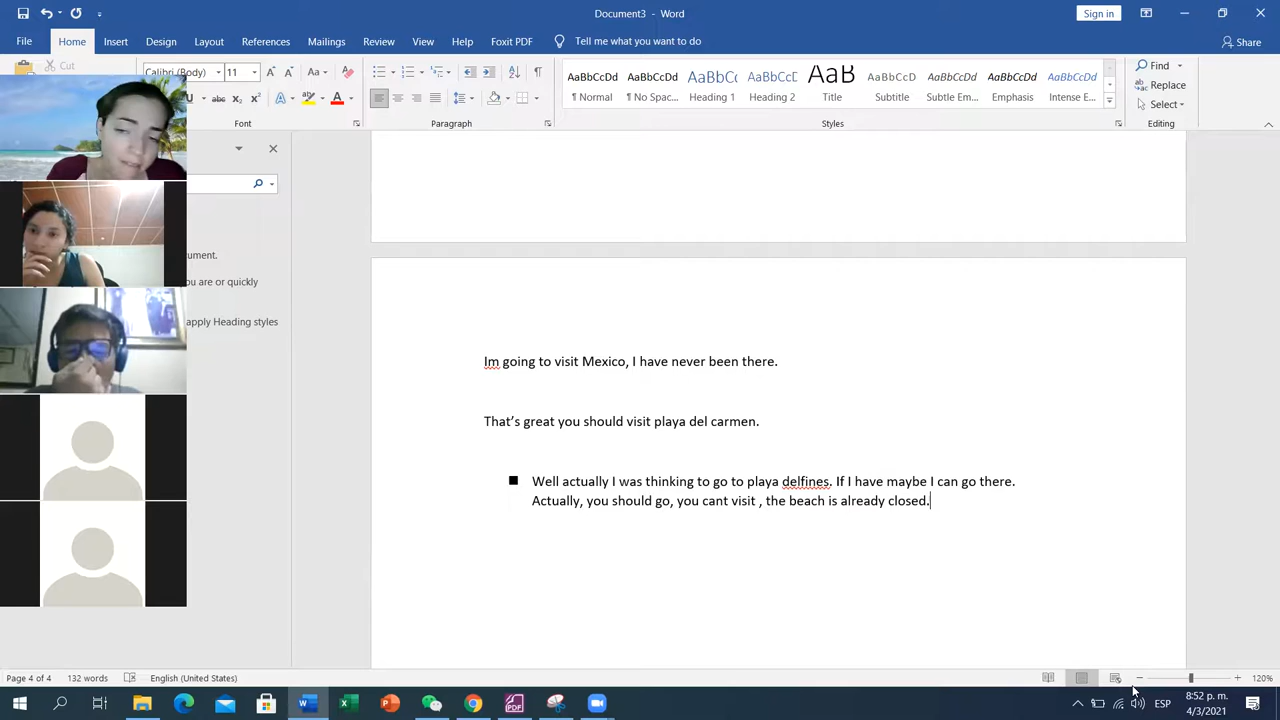 Document3 - Word
Sign in
File Home Insert Design Layout References Mailings Review View Help Foxit PDF Tell me what you want to do Share
Cut Calibri (Body) 11 Aa Find
Replace
Select
AaBbCcDd AaBbCcDd AaBbC AaBbCcD AaB AaBbCcDd AaBbCcDd AaBbCcDd AaBbCcDd
¶ Normal ¶ No Spac... Heading 1 Heading 2 Title Subtitle Subtle Em... Emphasis Intense E...
Font Paragraph Styles Editing
cument.
you are or quickly
apply Heading styles
Im going to visit Mexico, I have never been there.
That's great you should visit playa del carmen.
Well actually I was thinking to go to playa delfines. If I have maybe I can go there.
Actually, you should go, you cant visit , the beach is already closed.
Page 4 of 4 132 words English (United States) 120%
ESP 8:52 p. m.
4/3/2021